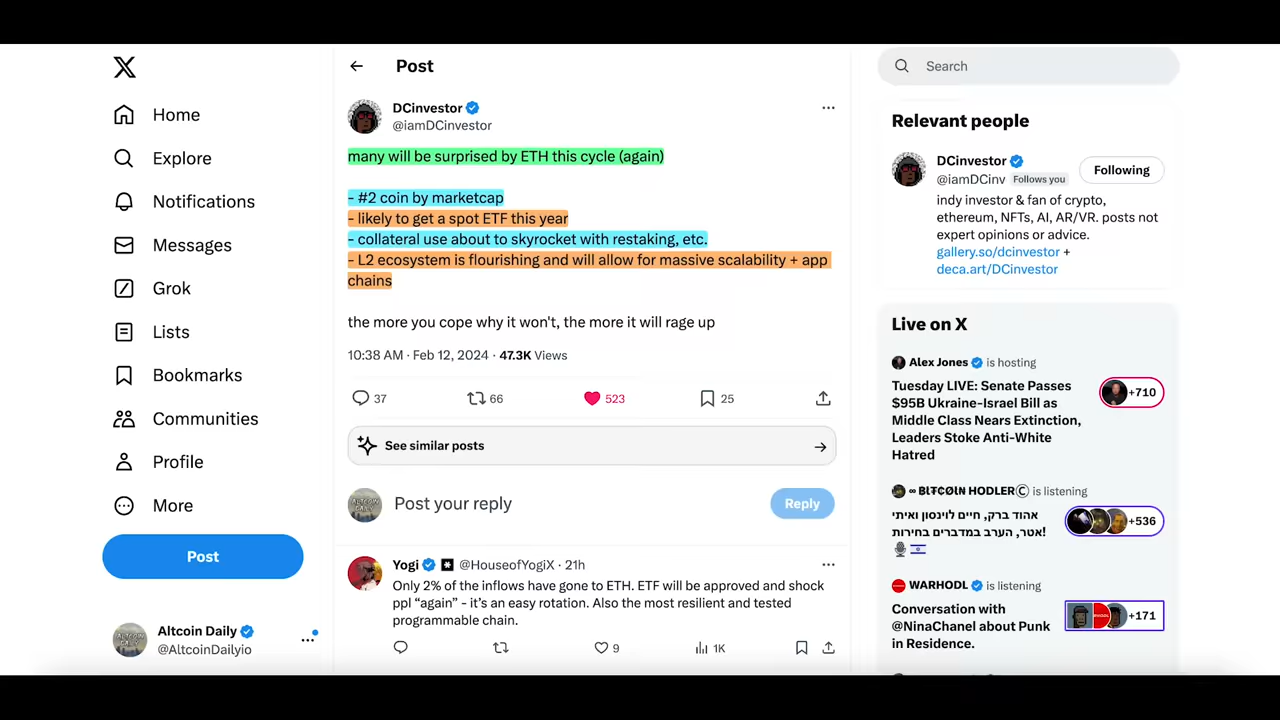 Home
Explore
Notifications
Messages
Grok
Lists
Bookmarks
Communities
Profile
More
Post
Altcoin Daily
@AltcoinDailyio
Post
DCinvestor
@iamDCinvestor
many will be surprised by ETH this cycle (again)
- #2 coin by marketcap
- likely to get a spot ETF this year
- collateral use about to skyrocket with restaking, etc.
- L2 ecosystem is flourishing and will allow for massive scalability + app
chains
the more you cope why it won't, the more it will rage up
10:38 AM · Feb 12, 2024 · 47.3K Views
37 66 523 25
See similar posts
Post your reply
Reply
Yogi @HouseofYogiX · 21h
Only 2% of the inflows have gone to ETH. ETF will be approved and shock
ppl “again” - it’s an easy rotation. Also the most resilient and tested
programmable chain.
9 1K
Search
Relevant people
DCinvestor
@iamDCinv Follows you
Following
indy investor & fan of crypto,
ethereum, NFTs, AI, AR/VR. posts not
expert opinions or advice.
gallery.so/dcinvestor +
deca.art/DCinvestor
Live on X
Alex Jones is hosting
Tuesday LIVE: Senate Passes
$95B Ukraine-Israel Bill as
Middle Class Nears Extinction,
Leaders Stoke Anti-White
Hatred
+710
∞ B̷Ł₮₵Ø̷ł₦ HODLERⒸ is listening
אהוד ברק, חיים לוינסון ואיתי
אטר, הערב במדברים בחירות!
+536
WARHODL is listening
Conversation with
@NinaChanel about Punk
in Residence.
+171